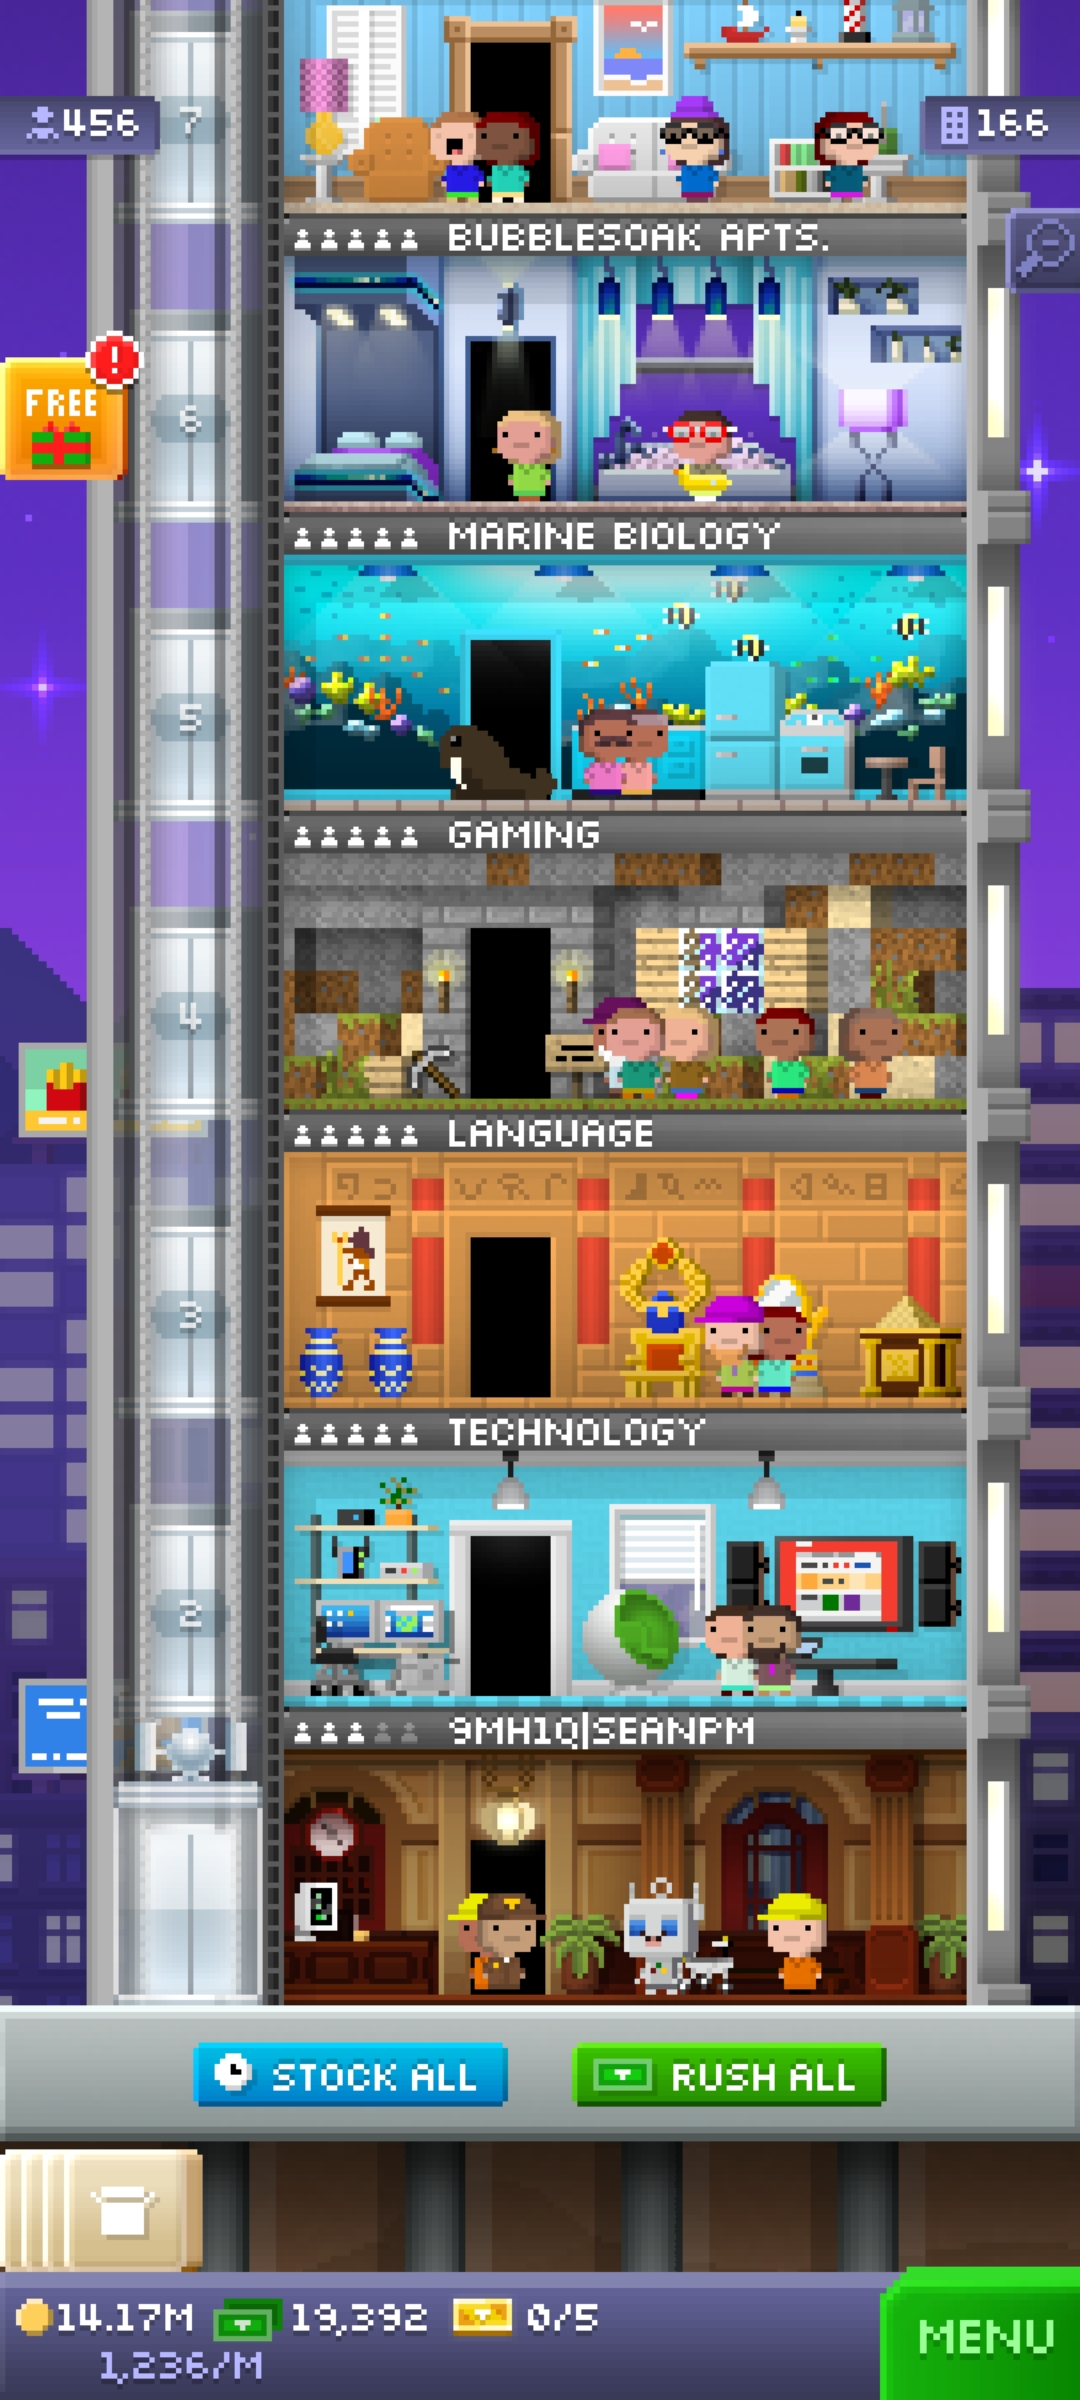 456
7
166
BUBBLESOAK APTS.
FREE
!
6
MARINE BIOLOGY
5
GAMING
4
LANGUAGE
3
TECHNOLOGY
2
9MH1Q|SEANPM
STOCK ALL
RUSH ALL
14.17M
19,392
0/5
1,236/M
MENU